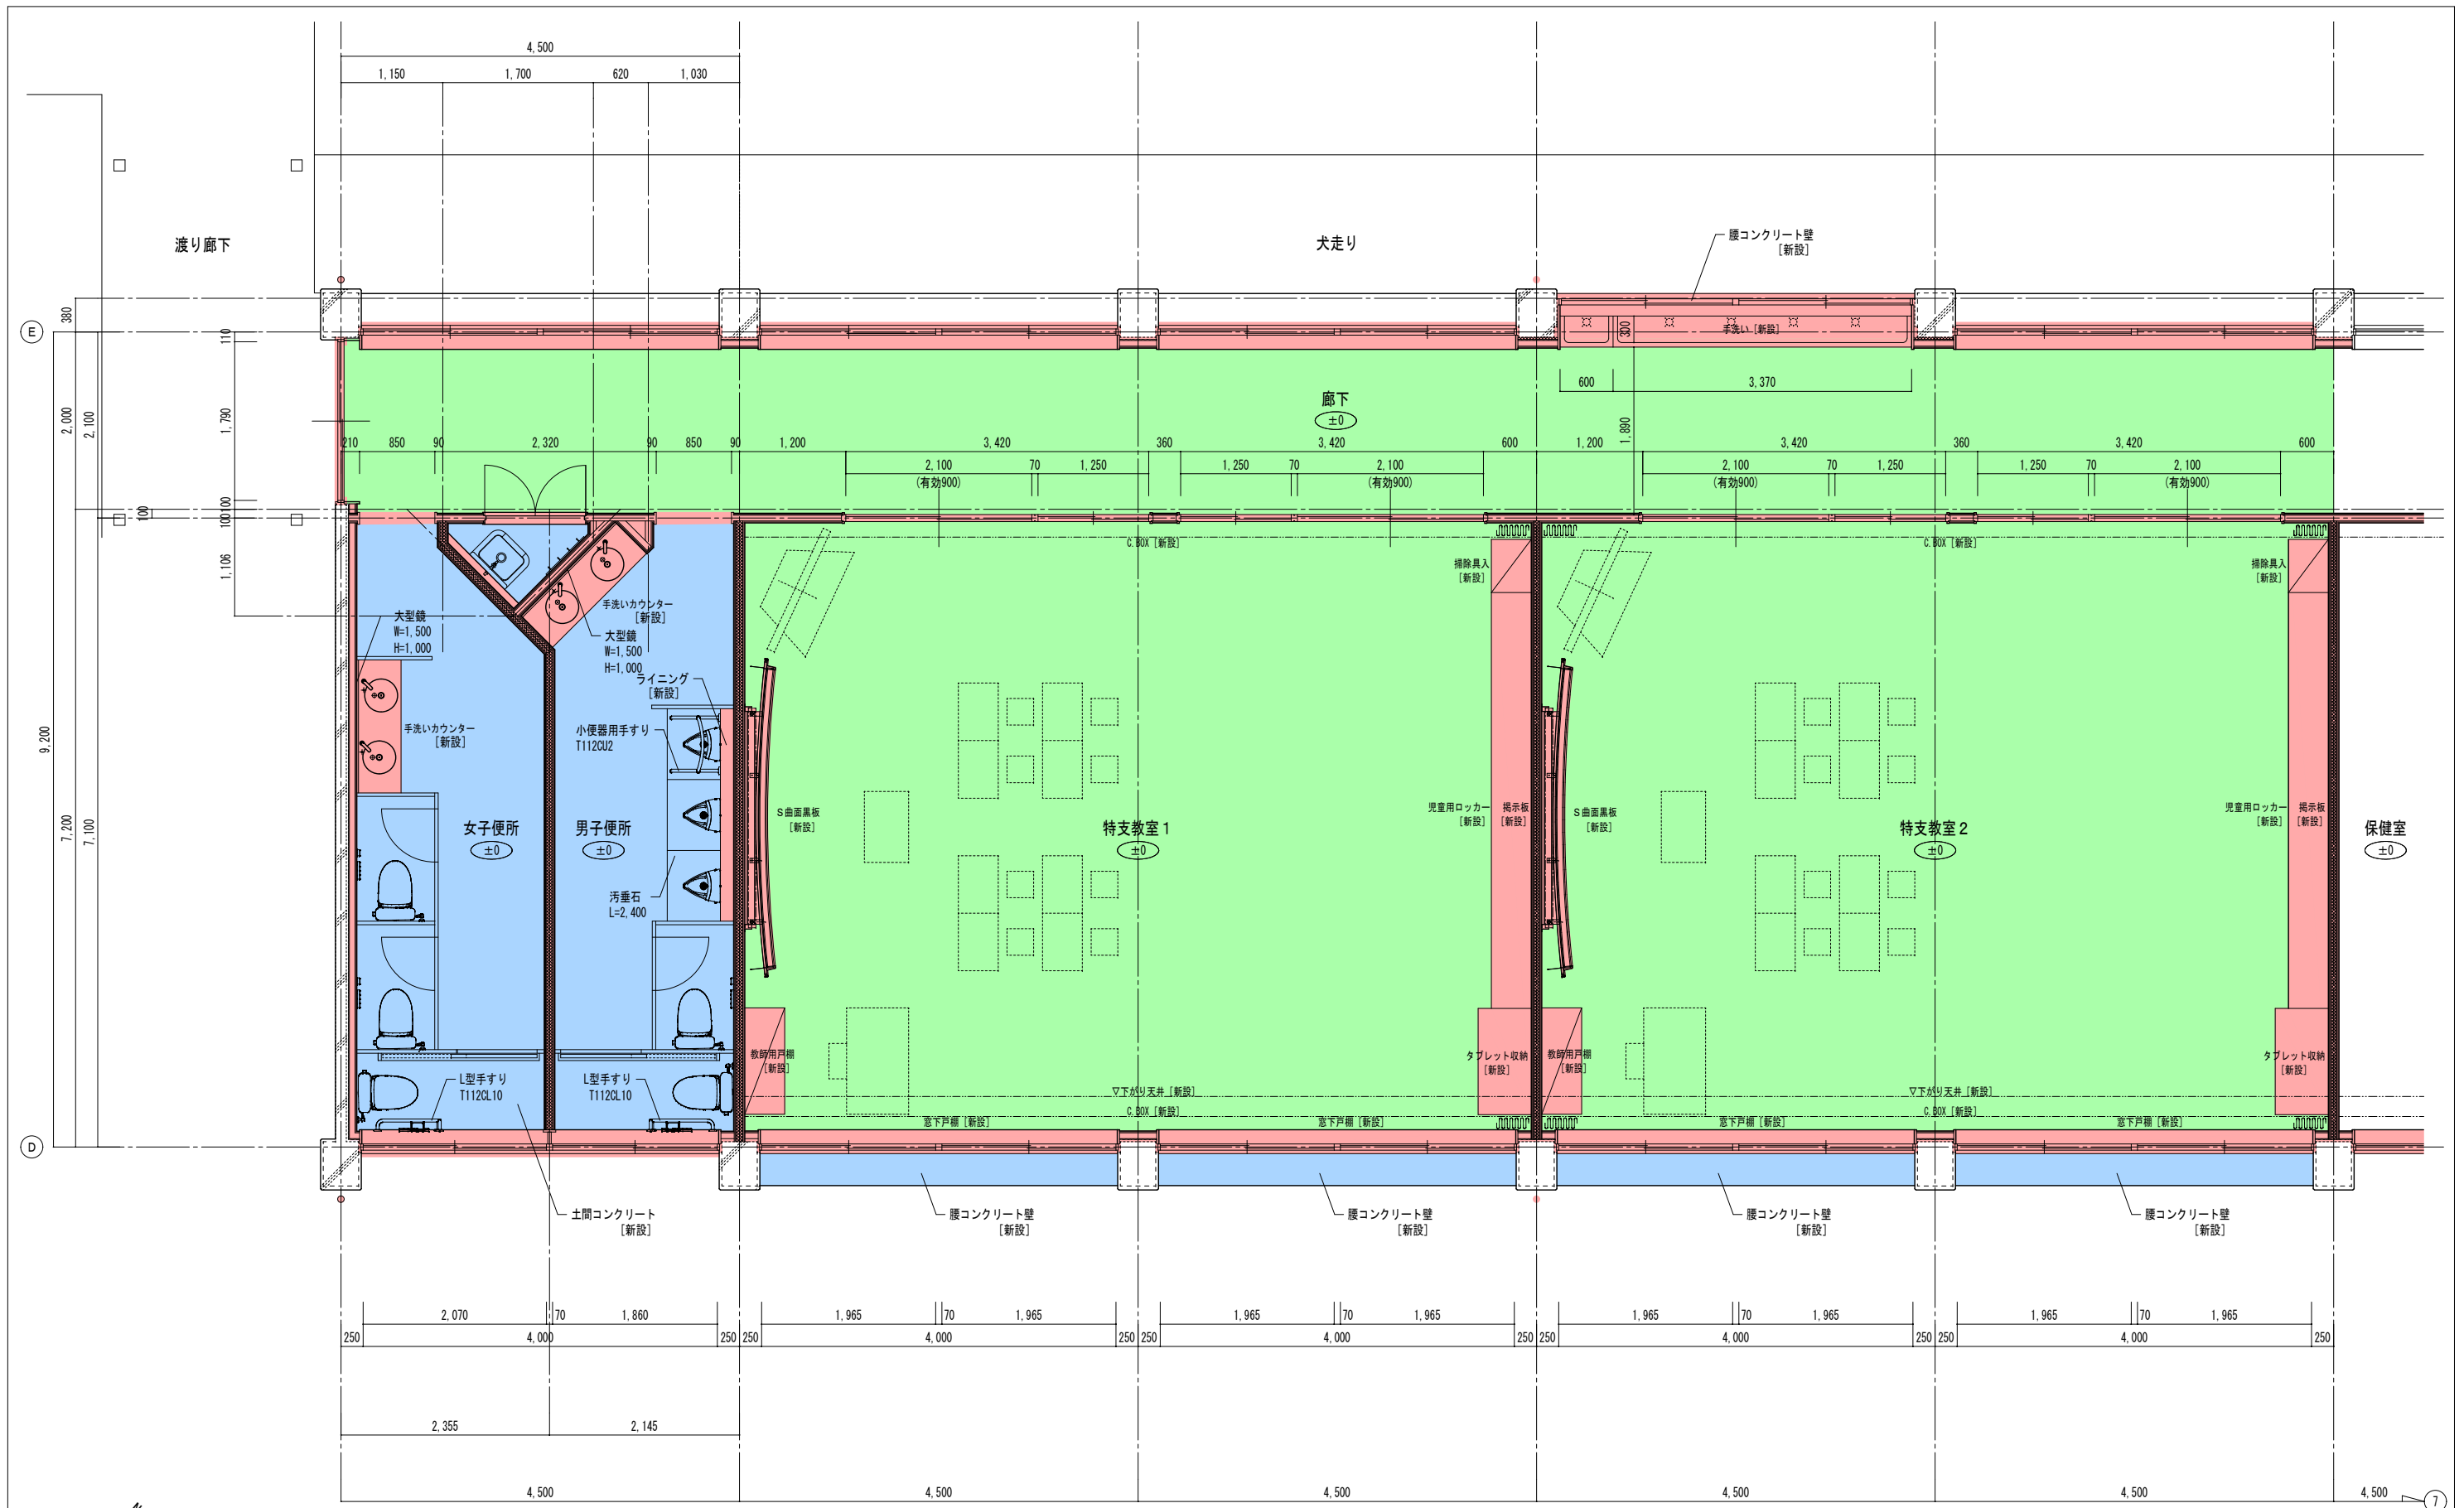 4,500
1,150
1,700
620
1,030
渡り廊下
犬走り
腰コンクリート壁
[新設]
380
E
110
300
手洗い [新設]
600
3,370
廊下
±0
2,000
2,100
1,790
1,890
210
850
90
2,320
90
850
90
1,200
3,420
360
3,420
600
1,200
3,420
360
3,420
600
2,100
70
1,250
1,250
70
2,100
2,100
70
1,250
1,250
70
2,100
(有効900)
(有効900)
(有効900)
(有効900)
100
100
100
1,106
C.BOX [新設]
C.BOX [新設]
掃除具入
[新設]
掃除具入
[新設]
大型鏡
W=1,500
H=1,000
手洗いカウンター
[新設]
大型鏡
W=1,500
H=1,000
ライニング
[新設]
手洗いカウンター
[新設]
小便器用手すり
T112CU2
9,200
7,200
7,100
女子便所
±0
男子便所
±0
S曲面黒板
[新設]
特支教室1
±0
児童用ロッカー
[新設]
掲示板
[新設]
S曲面黒板
[新設]
特支教室2
±0
児童用ロッカー
[新設]
掲示板
[新設]
保健室
±0
汚垂石
L=2,400
L型手すり
T112CL10
L型手すり
T112CL10
教師用戸棚
[新設]
タブレット収納
[新設]
教師用戸棚
[新設]
タブレット収納
[新設]
▽下がり天井 [新設]
▽下がり天井 [新設]
C.BOX [新設]
C.BOX [新設]
窓下戸棚 [新設]
窓下戸棚 [新設]
窓下戸棚 [新設]
窓下戸棚 [新設]
D
土間コンクリート
[新設]
腰コンクリート壁
[新設]
腰コンクリート壁
[新設]
腰コンクリート壁
[新設]
腰コンクリート壁
[新設]
2,070
70
1,860
1,965
70
1,965
1,965
70
1,965
1,965
70
1,965
1,965
70
1,965
250
4,000
250
250
4,000
250
250
4,000
250
250
4,000
250
250
4,000
250
2,355
2,145
4,500
4,500
4,500
4,500
4,500
4,500
7